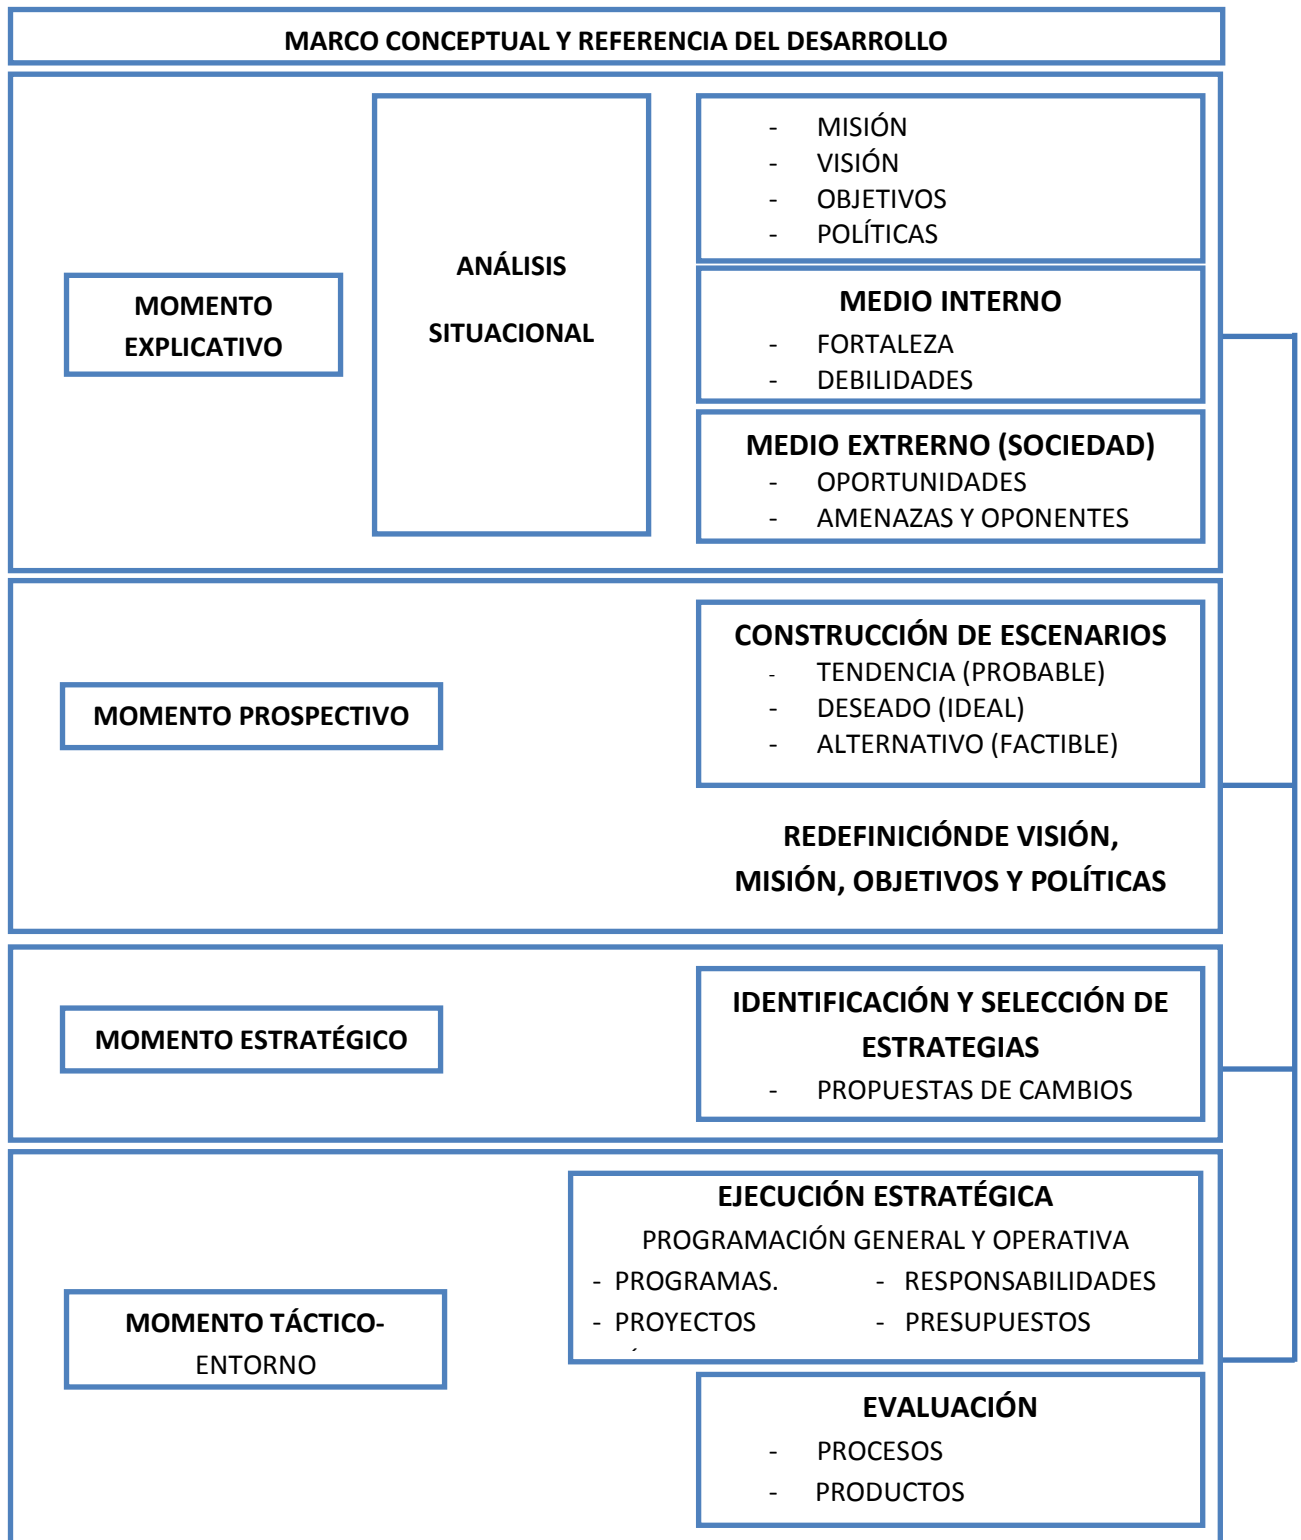 MARCO CONCEPTUAL Y REFERENCIA DEL DESARROLLO
MOMENTO
EXPLICATIVO
ANÁLISIS
SITUACIONAL
- MISIÓN
- VISIÓN
- OBJETIVOS
- POLÍTICAS
MEDIO INTERNO
- FORTALEZA
- DEBILIDADES
MEDIO EXTRERNO (SOCIEDAD)
- OPORTUNIDADES
- AMENAZAS Y OPONENTES
MOMENTO PROSPECTIVO
CONSTRUCCIÓN DE ESCENARIOS
- TENDENCIA (PROBABLE)
- DESEADO (IDEAL)
- ALTERNATIVO (FACTIBLE)
REDEFINICIÓNDE VISIÓN,
MISIÓN, OBJETIVOS Y POLÍTICAS
MOMENTO ESTRATÉGICO
IDENTIFICACIÓN Y SELECCIÓN DE
ESTRATEGIAS
- PROPUESTAS DE CAMBIOS
MOMENTO TÁCTICO-
ENTORNO
EJECUCIÓN ESTRATÉGICA
PROGRAMACIÓN GENERAL Y OPERATIVA
- PROGRAMAS. - RESPONSABILIDADES
- PROYECTOS - PRESUPUESTOS
EVALUACIÓN
- PROCESOS
- PRODUCTOS